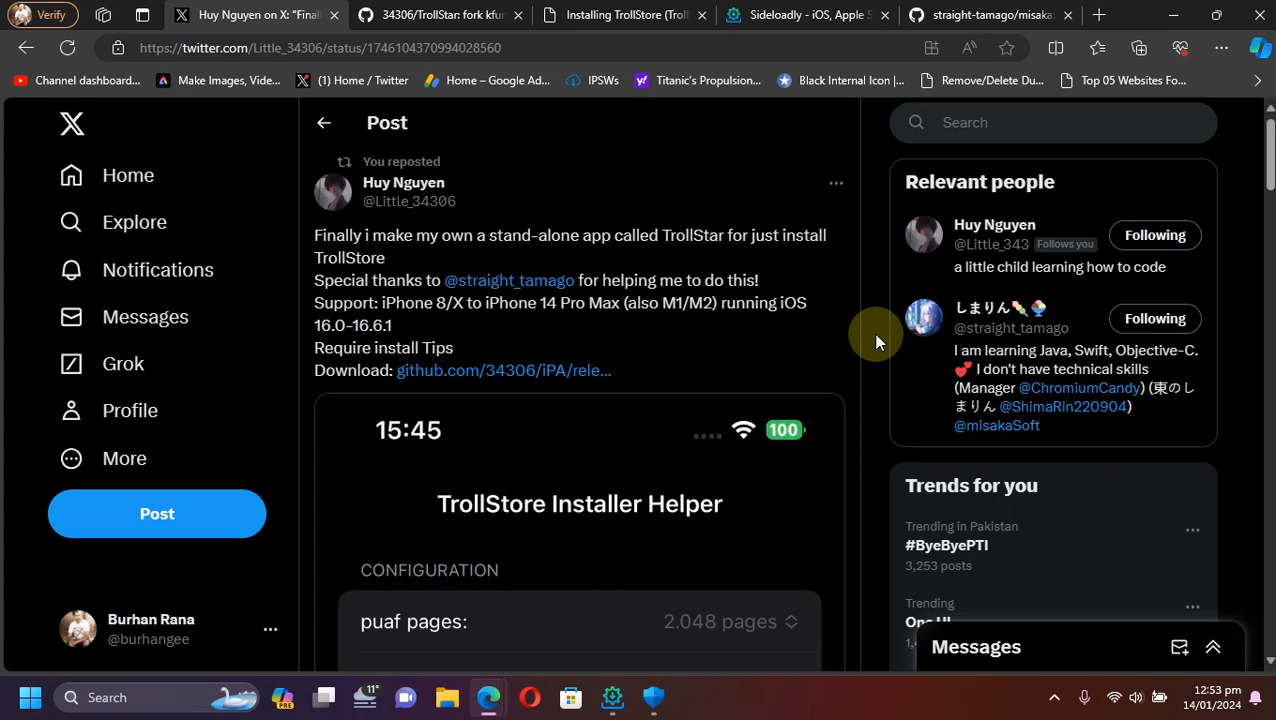 Verify
Huy Nguyen on X: "Final
34306/TrollStar: fork kfun
Installing TrollStore (Trol
Sideloadly - iOS, Apple S
straight-tamago/misaka:
https://twitter.com/Little_34306/status/1746104370994028560
Channel dashboard...
Make Images, Vide...
(1) Home / Twitter
Home – Google Ad...
IPSWs
Titanic's Propulsion...
Black Internal Icon |...
Remove/Delete Du...
Top 05 Websites Fo...
Home
Explore
Notifications
Messages
Grok
Profile
More
Post
Burhan Rana
@burhangee
Post
You reposted
Huy Nguyen
@Little_34306
Finally i make my own a stand-alone app called TrollStar for just install
TrollStore
Special thanks to @straight_tamago for helping me to do this!
Support: iPhone 8/X to iPhone 14 Pro Max (also M1/M2) running iOS
16.0-16.6.1
Require install Tips
Download: github.com/34306/iPA/rele...
15:45
100
TrollStore Installer Helper
CONFIGURATION
puaf pages: 2.048 pages
Search
Relevant people
Huy Nguyen
@Little_343 Follows you
Following
a little child learning how to code
しまりん🍡🍧
@straight_tamago
Following
I am learning Java, Swift, Objective-C.
💕 I don't have technical skills
(Manager @ChromiumCandy) (東のし
まりん @ShimaRin220904)
@misakaSoft
Trends for you
Trending in Pakistan
#ByeByePTI
3,253 posts
Trending
Messages
Search
PRE
11°
12:53 pm
14/01/2024